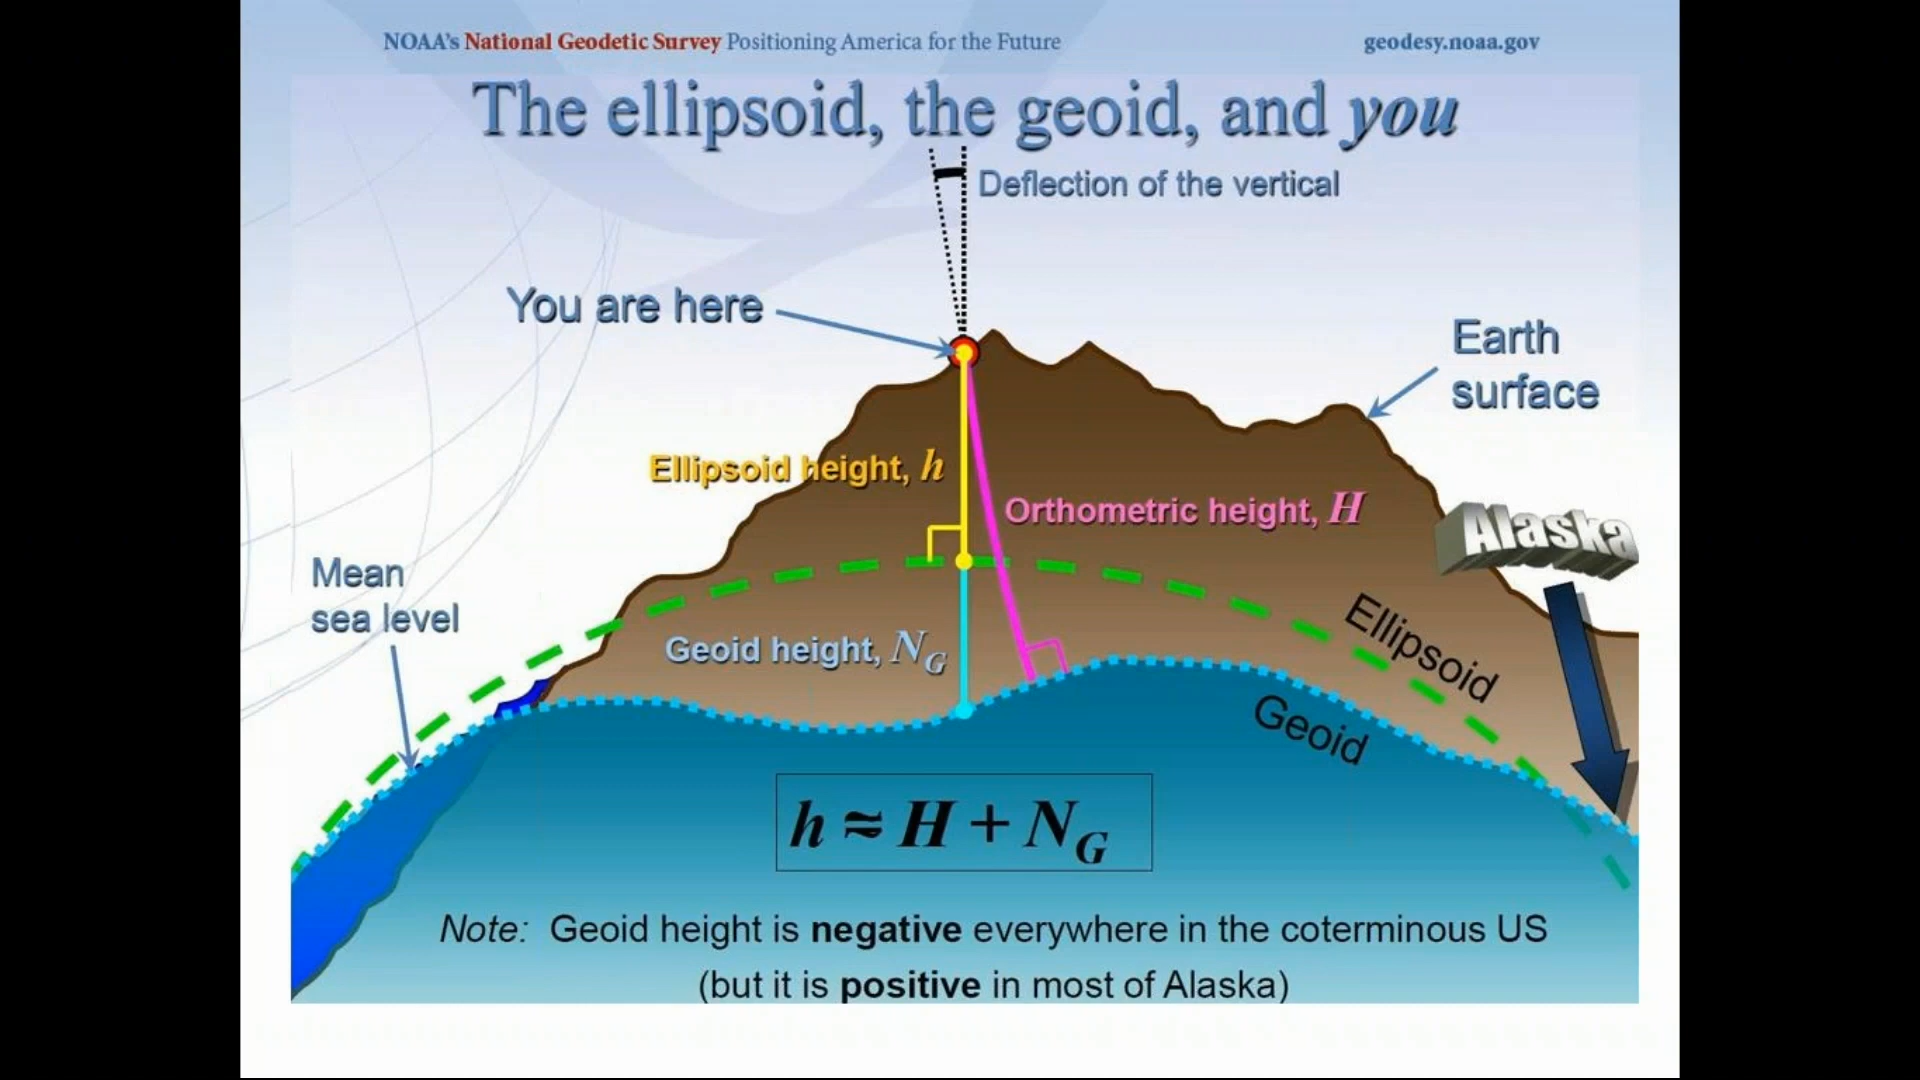 NOAA's National Geodetic Survey Positioning America for the Future
geodesy.noaa.gov
The ellipsoid, the geoid, and you
Deflection of the vertical
You are here
Earth
surface
Ellipsoid height, h
Orthometric height, H
Alaska
Mean
sea level
Ellipsoid
Geoid height, NG
Geoid
h ≈ H + NG
Note: Geoid height is negative everywhere in the coterminous US
(but it is positive in most of Alaska)